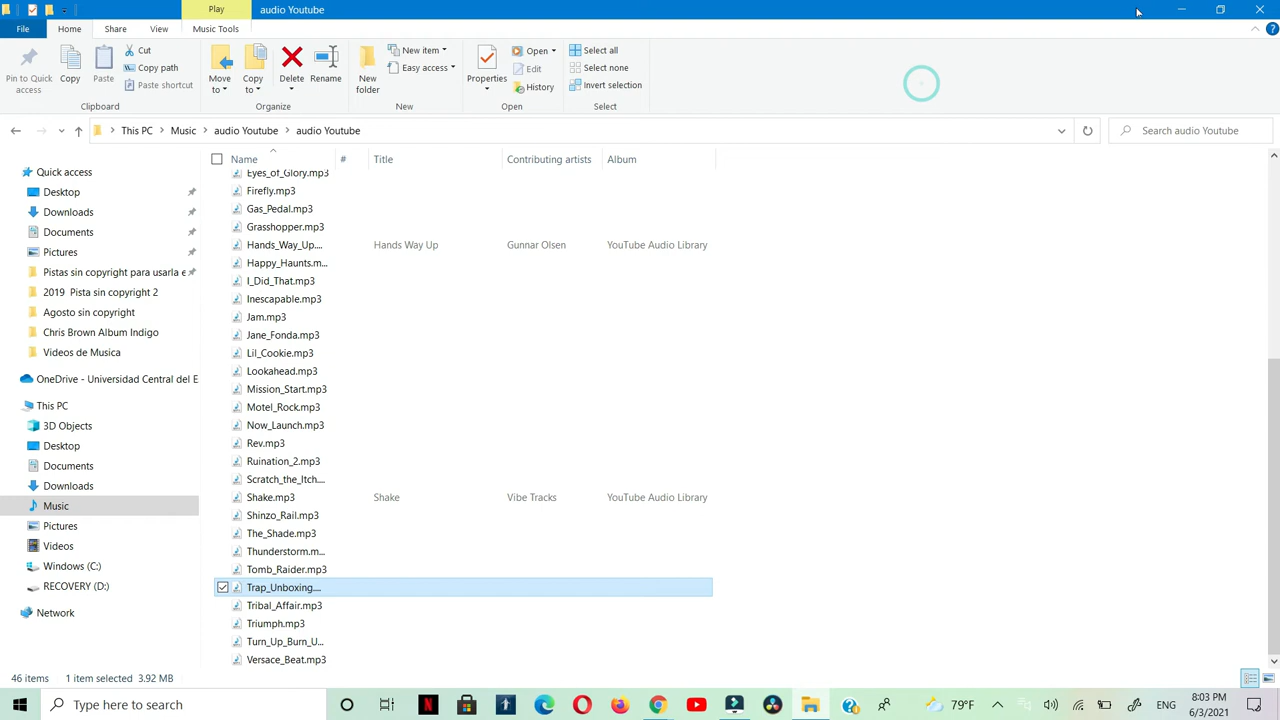 Play
audio Youtube
File
Home
Share
View
Music Tools
Pin to Quick access
Copy
Paste
Cut
Copy path
Paste shortcut
Clipboard
Move to
Copy to
Delete
Rename
Organize
New folder
New item
Easy access
New
Properties
Open
Edit
History
Open
Select all
Select none
Invert selection
Select
This PC > Music > audio Youtube > audio Youtube
Search audio Youtube
Name
#
Title
Contributing artists
Album
Quick access
Desktop
Downloads
Documents
Pictures
Pistas sin copyright para usarla e
2019 Pista sin copyright 2
Agosto sin copyright
Chris Brown Album Indigo
Videos de Musica
OneDrive - Universidad Central del E
This PC
3D Objects
Desktop
Documents
Downloads
Music
Pictures
Videos
Windows (C:)
RECOVERY (D:)
Network
Eyes_of_Glory.mp3
Firefly.mp3
Gas_Pedal.mp3
Grasshopper.mp3
Hands_Way_Up.... Hands Way Up Gunnar Olsen YouTube Audio Library
Happy_Haunts.m...
I_Did_That.mp3
Inescapable.mp3
Jam.mp3
Jane_Fonda.mp3
Lil_Cookie.mp3
Lookahead.mp3
Mission_Start.mp3
Motel_Rock.mp3
Now_Launch.mp3
Rev.mp3
Ruination_2.mp3
Scratch_the_Itch....
Shake.mp3 Shake Vibe Tracks YouTube Audio Library
Shinzo_Rail.mp3
The_Shade.mp3
Thunderstorm.m...
Tomb_Raider.mp3
Trap_Unboxing....
Tribal_Affair.mp3
Triumph.mp3
Turn_Up_Burn_U...
Versace_Beat.mp3
46 items
1 item selected 3.92 MB
Type here to search
79°F
ENG
8:03 PM
6/3/2021